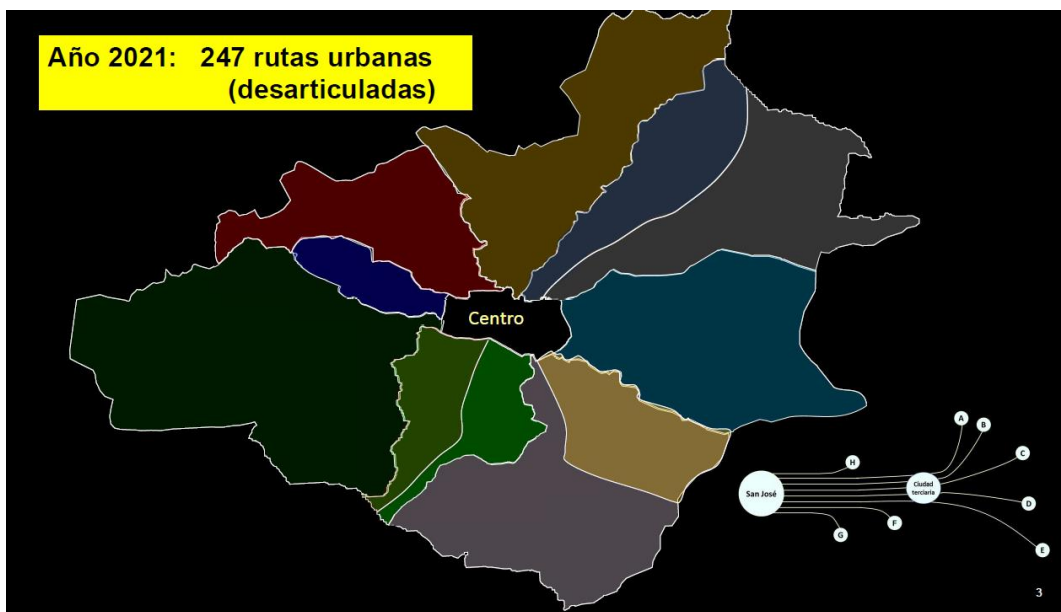 Año 2021: 247 rutas urbanas
(desarticuladas)
Centro
A
B
C
H
San José
Ciudad
terciaria
D
F
G
E
3